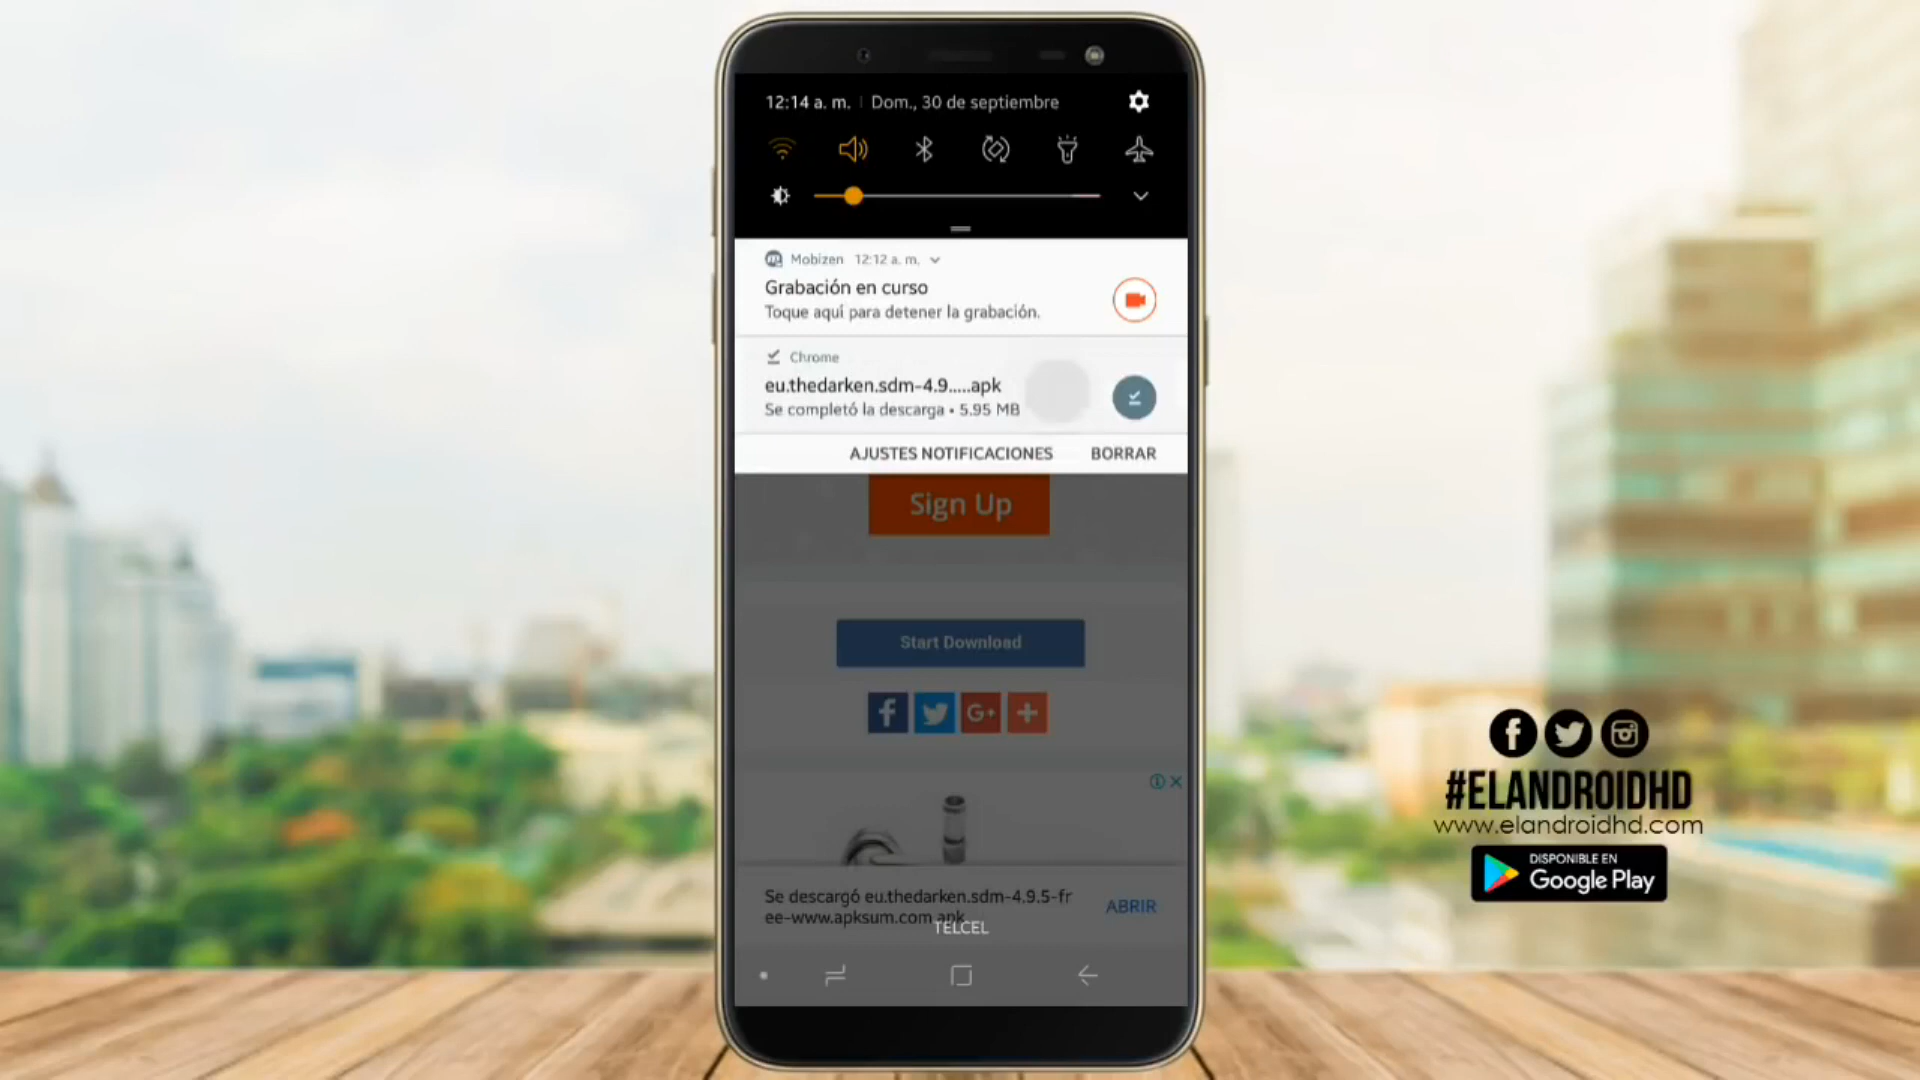 12:14 a. m. | Dom., 30 de septiembre
Mobizen 12:12 a. m.
Grabación en curso
Toque aquí para detener la grabación.
Chrome
eu.thedarken.sdm-4.9.....apk
Se completó la descarga • 5.95 MB
AJUSTES NOTIFICACIONES BORRAR
Sign Up
Start Download
f G+ +
Se descargó eu.thedarken.sdm-4.9.5-fr
ee-www.apksum.com.apk
ABRIR
TELCEL
#ELANDROIDHD
www.elandroidhd.com
DISPONIBLE EN
Google Play